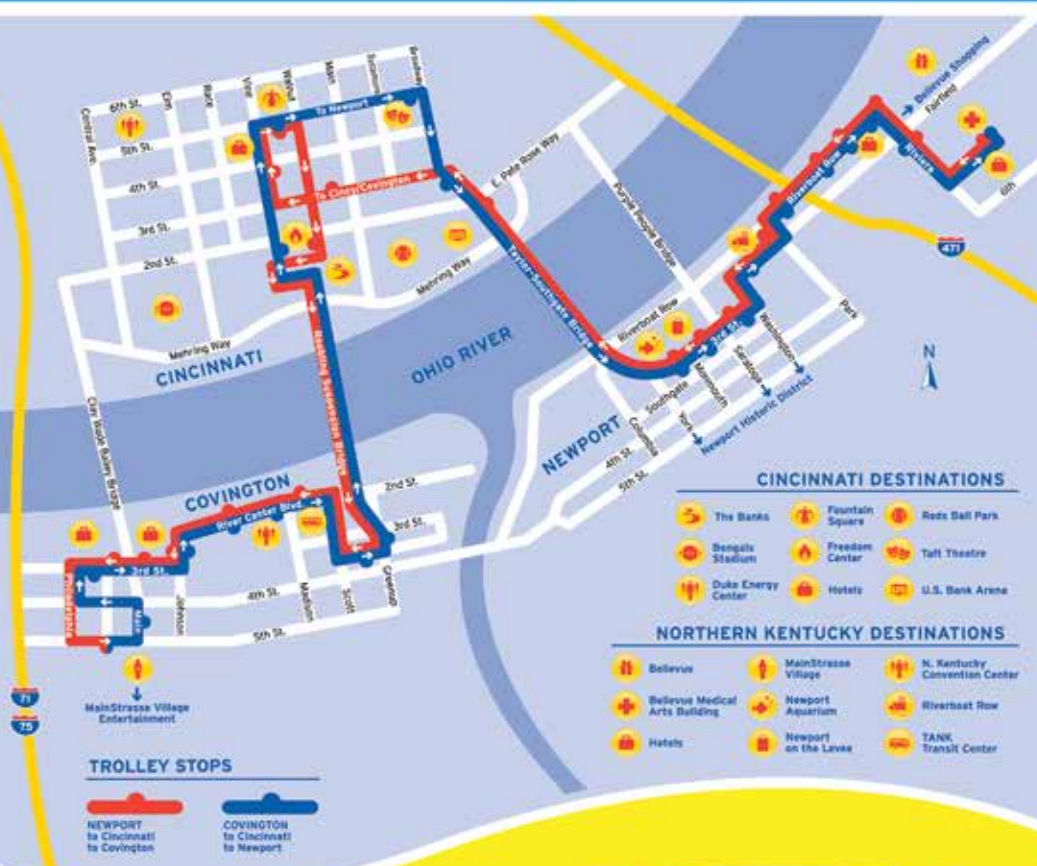 6th St.
Elm
Race
Vine
Walnut
Main
Sycamore
Broadway
Central Ave.
5th St.
4th St.
3rd St.
2nd St.
To Newport
To Cincy/Covington
E. Pete Rose Way
Mehring Way
Mehring Way
CINCINNATI
OHIO RIVER
Taylor-Southgate Bridge
Purple People Bridge
Riverboat Row
Riverboat Row
Bellevue Shopping
Fairfield
Riviera
6th
471
Park
Washington
3rd St.
Saratoga
Monmouth
Southgate
York
Columbia
4th St.
5th St.
Newport Historic District
NEWPORT
N
Clay Wade Bailey Bridge
Roebling Suspension Bridge
COVINGTON
River Center Blvd.
2nd St.
3rd St.
3rd St.
Philadelphia
Main
Johnson
4th St.
5th St.
Madison
Scott
Greenup
MainStrasse Village
Entertainment
71
75
CINCINNATI DESTINATIONS
The Banks
Fountain
Square
Reds Ball Park
Bengals
Stadium
Freedom
Center
Taft Theatre
Duke Energy
Center
Hotels
U.S. Bank Arena
NORTHERN KENTUCKY DESTINATIONS
Bellevue
MainStrasse
Village
N. Kentucky
Convention Center
Bellevue Medical
Arts Building
Newport
Aquarium
Riverboat Row
Hotels
Newport
on the Levee
TANK
Transit Center
TROLLEY STOPS
NEWPORT
to Cincinnati
to Covington
COVINGTON
to Cincinnati
to Newport